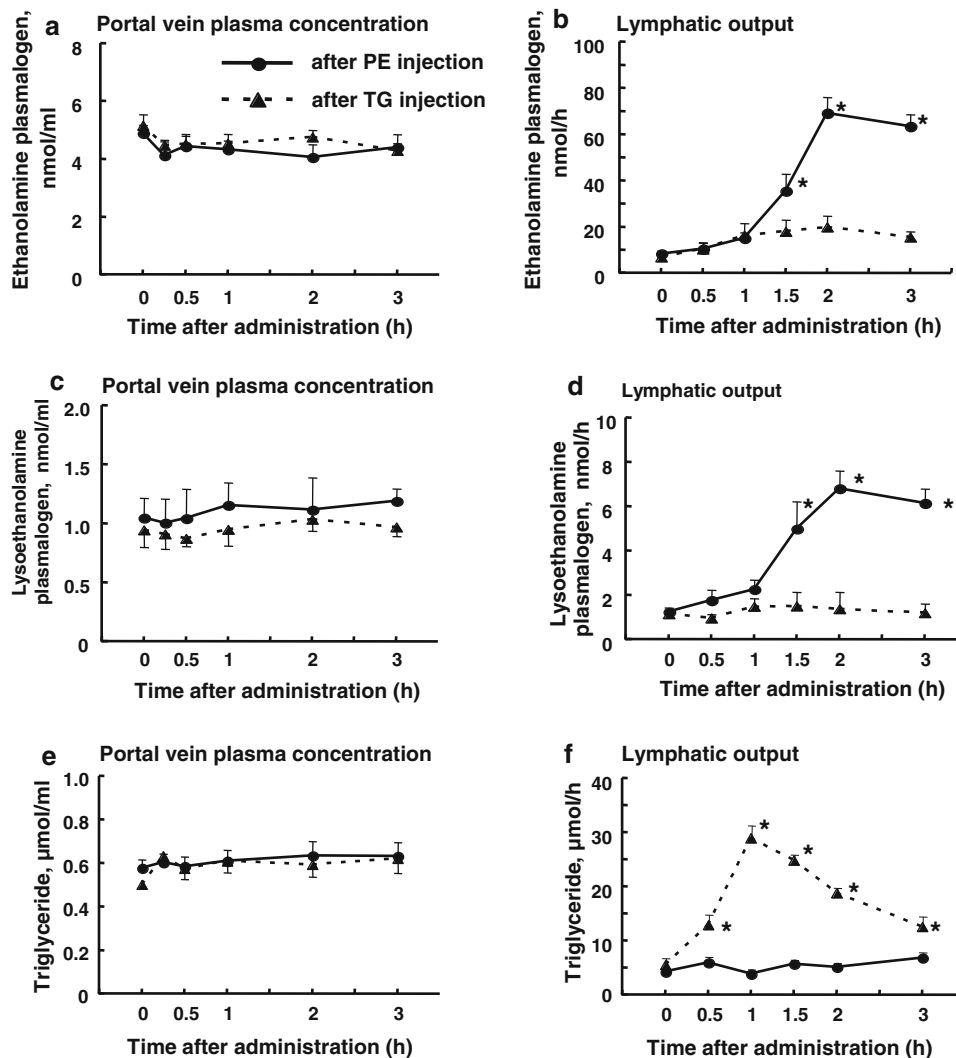 a Portal vein plasma concentration
Ethanolamine plasmalogen,
nmol/ml
8
6
4
2
0
after PE injection
after TG injection
0 0.5 1 2 3
Time after administration (h)
b Lymphatic output
Ethanolamine plasmalogen,
nmol/h
100
80
60
40
20
0
*
*
*
0 0.5 1 1.5 2 3
Time after administration (h)
c Portal vein plasma concentration
Lysoethanolamine
plasmalogen, nmol/ml
2.0
1.5
1.0
0.5
0
0 0.5 1 2 3
Time after administration (h)
d Lymphatic output
Lysoethanolamine
plasmalogen, nmol/h
10
8
6
4
2
0
*
*
*
0 0.5 1 1.5 2 3
Time after administration (h)
e Portal vein plasma concentration
Triglyceride, μmol/ml
1.0
0.8
0.6
0.4
0.2
0
0 0.5 1 2 3
Time after administration (h)
f Lymphatic output
Triglyceride, μmol/h
40
30
20
10
0
*
*
*
*
*
0 0.5 1 1.5 2 3
Time after administration (h)